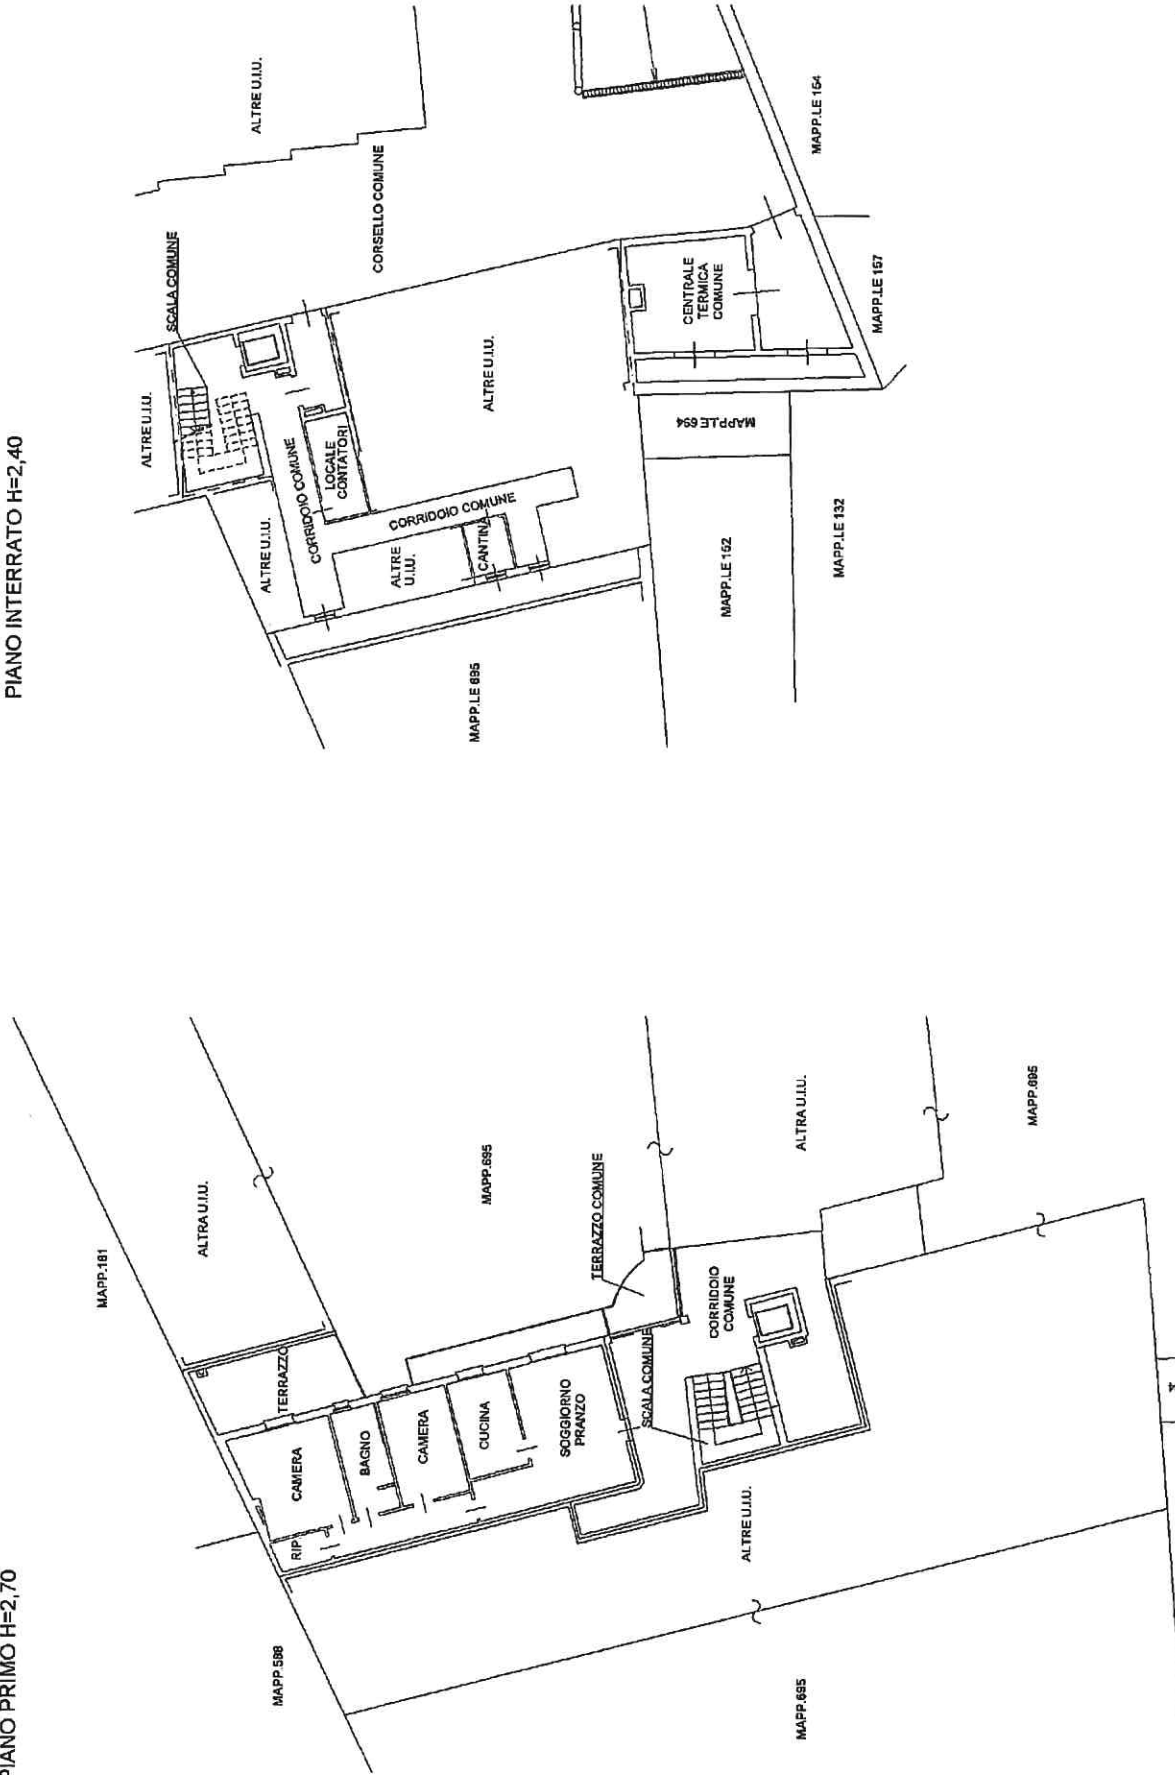 PIANO INTERRATO H=2,40
ALTRE U.I.U.
SCALA COMUNE
CORSELLO COMUNE
ALTRE U.I.U.
MAPP.LE 154
CENTRALE
TERMICA
COMUNE
MAPP.LE 157
ALTRE U.I.U.
CORRIDOIO COMUNE
LOCALE
CONTATORI
ALTRE U.I.U.
CORRIDOIO COMUNE
ALTRE
U.I.U.
CANTINA
MAPP.LE 694
MAPP.LE 152
MAPP.LE 132
MAPP.LE 695
PIANO PRIMO H=2,70
MAPP.161
ALTRA U.I.U.
MAPP.695
TERRAZZO COMUNE
ALTRA U.I.U.
MAPP.695
TERRAZZO
CAMERA
BAGNO
CAMERA
CUCINA
SOGGIORNO
PRANZO
RIP.
SCALA COMUNE
CORRIDOIO
COMUNE
ALTRE U.I.U.
MAPP.588
MAPP.695